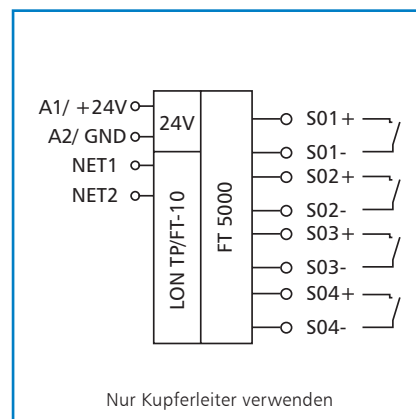 A1/ +24V
A2/ GND
NET1
NET2
24V
LON TP/FT-10
FT 5000
S01+
S01-
S02+
S02-
S03+
S03-
S04+
S04-
Nur Kupferleiter verwenden